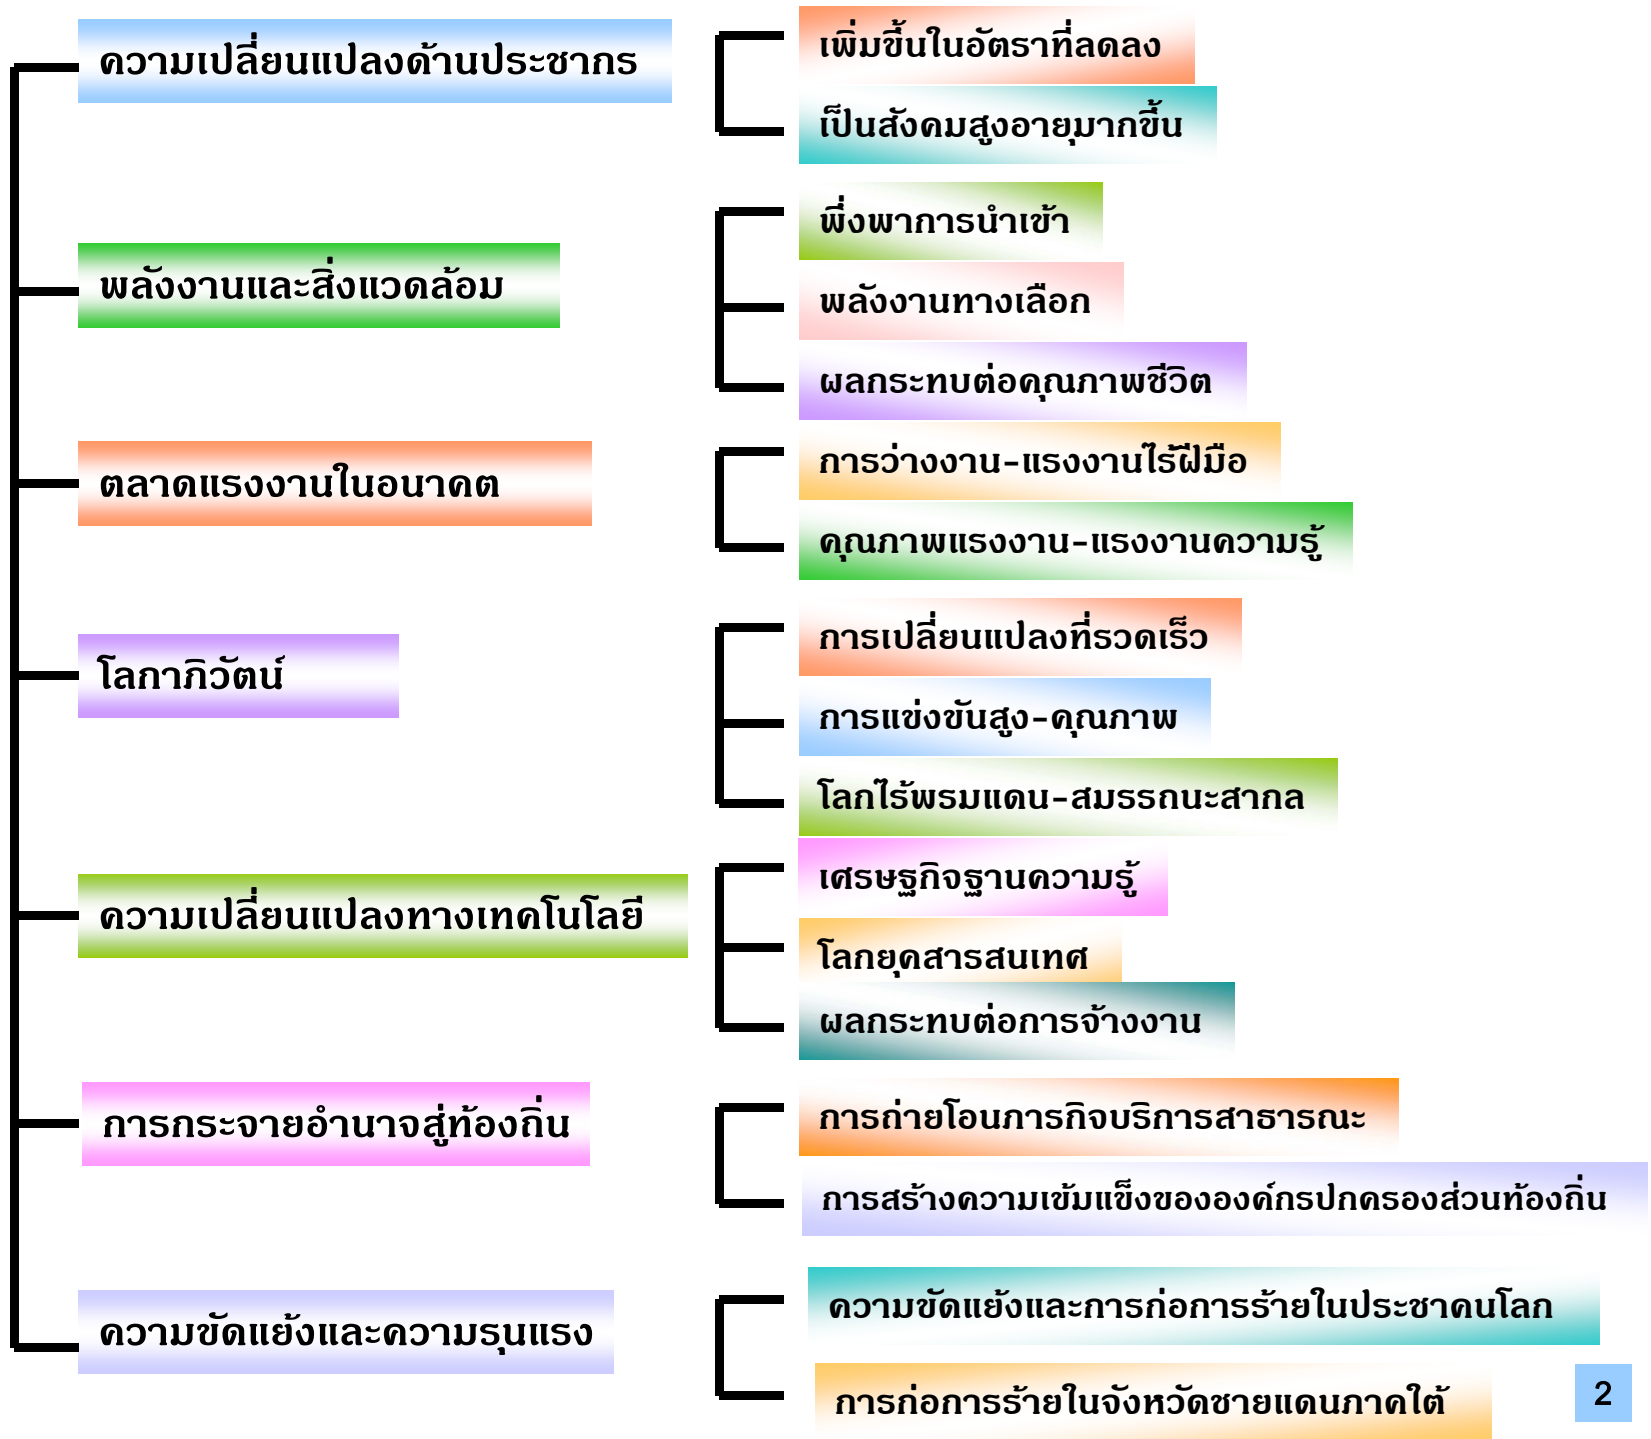 ความเปลี่ยนแปลงด้านประชากร
เพิ่มขึ้นในอัตราที่ลดลง
เป็นสังคมสูงอายุมากขึ้น
พลังงานและสิ่งแวดล้อม
พึ่งพาการนำเข้า
พลังงานทางเลือก
ผลกระทบต่อคุณภาพชีวิต
ตลาดแรงงานในอนาคต
การว่างงาน-แรงงานไร้ฝีมือ
คุณภาพแรงงาน-แรงงานความรู้
โลกาภิวัตน์
การเปลี่ยนแปลงที่รวดเร็ว
การแข่งขันสูง-คุณภาพ
โลกไร้พรมแดน-สมรรถนะสากล
ความเปลี่ยนแปลงทางเทคโนโลยี
เศรษฐกิจฐานความรู้
โลกยุคสารสนเทศ
ผลกระทบต่อการจ้างงาน
การกระจายอำนาจสู่ท้องถิ่น
การถ่ายโอนภารกิจบริการสาธารณะ
การสร้างความเข้มแข็งขององค์กรปกครองส่วนท้องถิ่น
ความขัดแย้งและความรุนแรง
ความขัดแย้งและการก่อการร้ายในประชาคนโลก
การก่อการร้ายในจังหวัดชายแดนภาคใต้
2